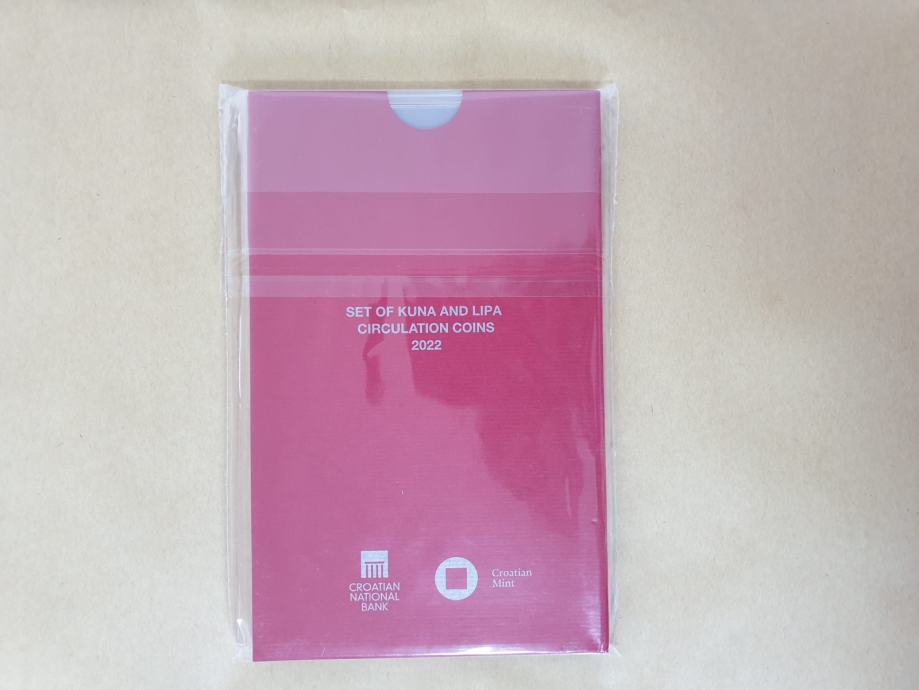 SET OF KUNA AND LIPA
CIRCULATION COINS
2022
CROATIAN
NATIONAL
BANK
Croatian
Mint